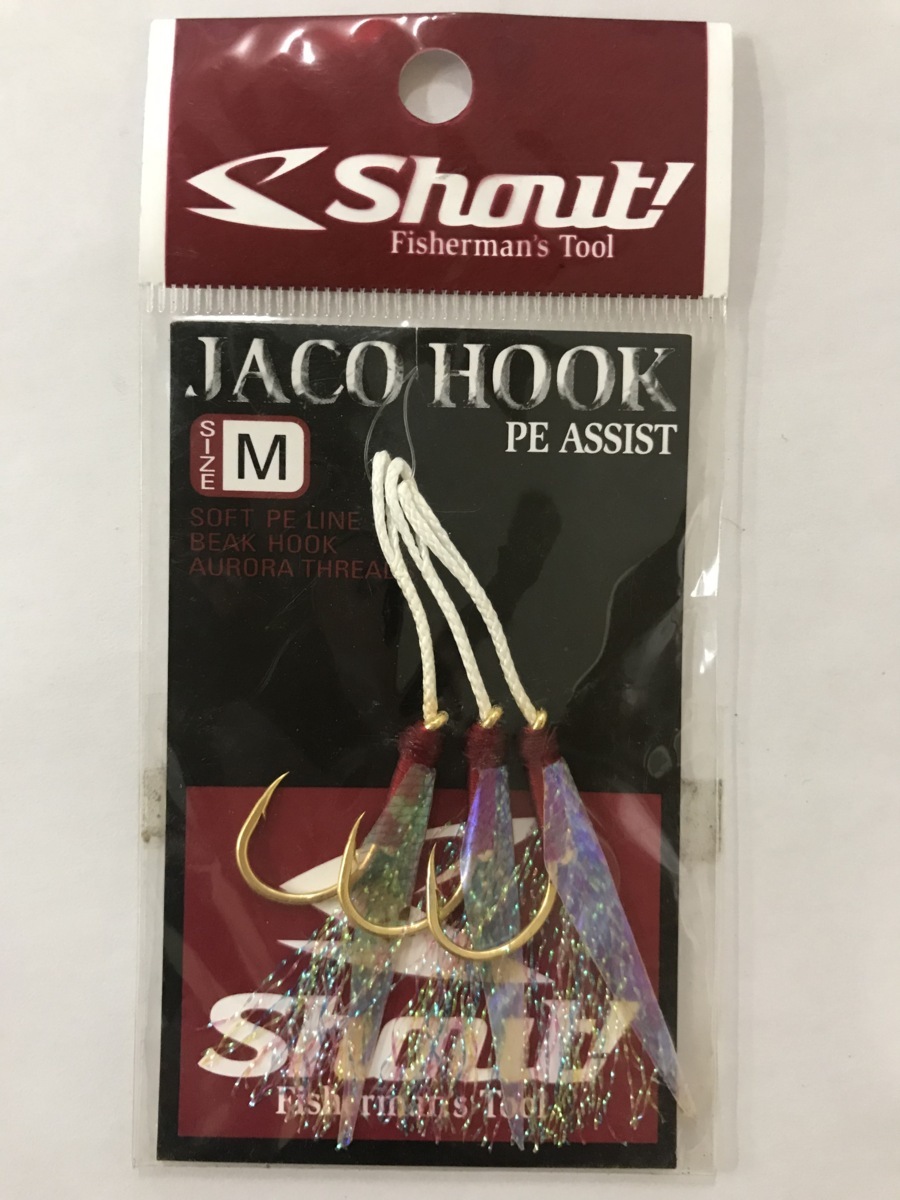 Shout!
Fisherman's Tool
JACO HOOK
SIZE M
PE ASSIST
SOFT PE LINE
BEAK HOOK
AURORA THREAD
Shout!
Fisherman's Tool